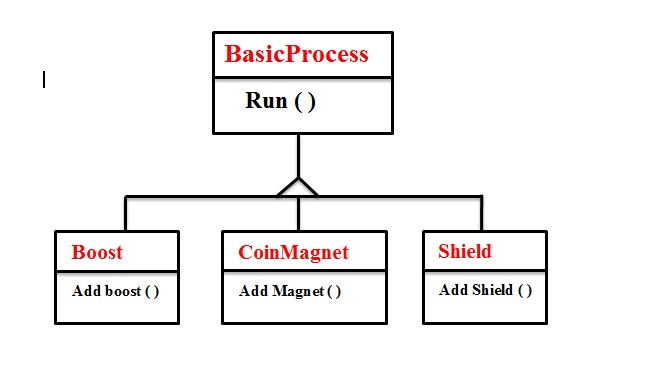 BasicProcess
Run ( )
Boost
Add boost ( )
CoinMagnet
Add Magnet ( )
Shield
Add Shield ( )